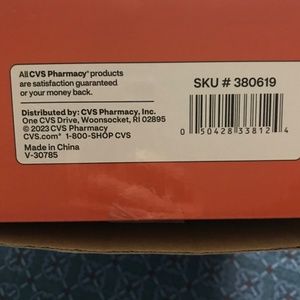 All CVS Pharmacy® products
are satisfaction guaranteed
or your money back.
Distributed by: CVS Pharmacy, Inc.
One CVS Drive, Woonsocket, RI 02895
© 2023 CVS Pharmacy
CVS.com® 1-800-SHOP CVS
Made in China
V-30785
SKU # 380619
0 50428 33812 4